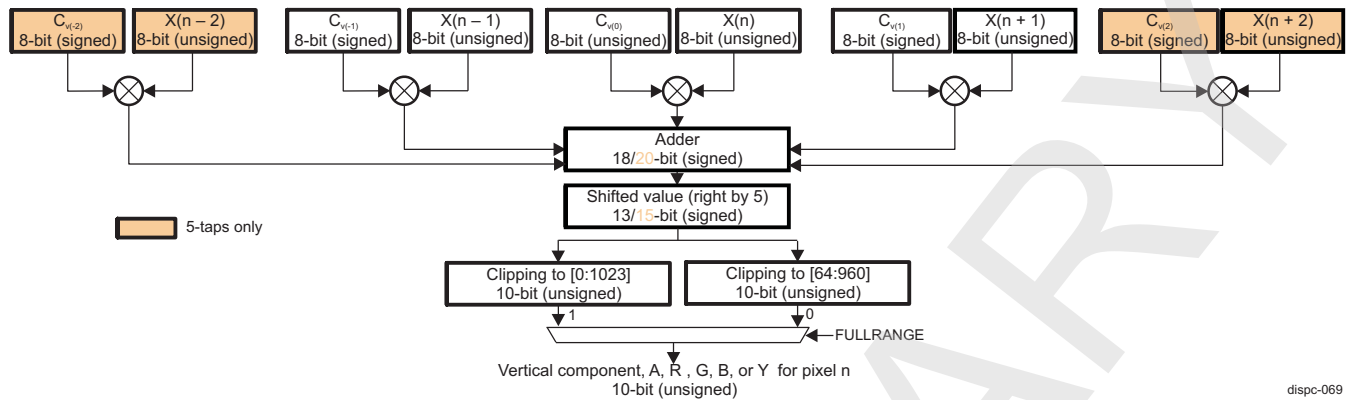 Cv(-2) X(n – 2) Cv(-1) X(n – 1) Cv(0) X(n) Cv(1) X(n + 1) Cv(2) X(n + 2)
8-bit (signed) 8-bit (unsigned) 8-bit (signed) 8-bit (unsigned) 8-bit (signed) 8-bit (unsigned) 8-bit (signed) 8-bit (unsigned) 8-bit (signed) 8-bit (unsigned)
Adder
18/20-bit (signed)
Shifted value (right by 5)
13/15-bit (signed)
5-taps only
Clipping to [0:1023] Clipping to [64:960]
10-bit (unsigned) 10-bit (unsigned)
1 0
FULLRANGE
Vertical component, A, R , G, B, or Y for pixel n
10-bit (unsigned)
dispc-069
ARY